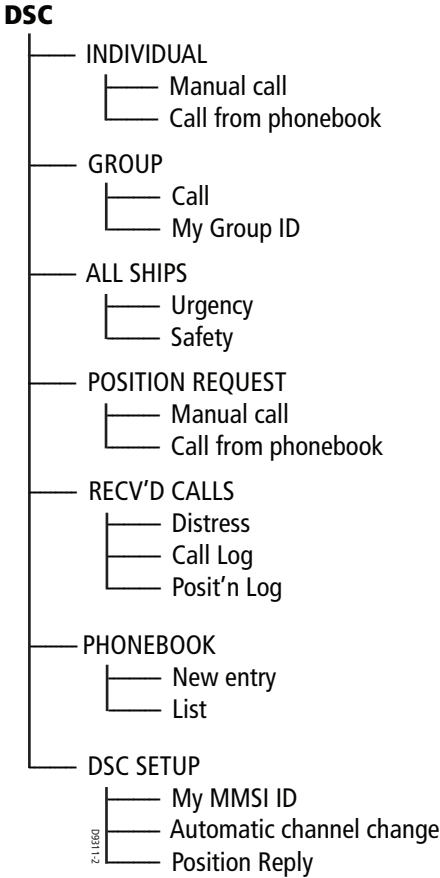 DSC
INDIVIDUAL
Manual call
Call from phonebook
GROUP
Call
My Group ID
ALL SHIPS
Urgency
Safety
POSITION REQUEST
Manual call
Call from phonebook
RECV'D CALLS
Distress
Call Log
Posit'n Log
PHONEBOOK
New entry
List
DSC SETUP
My MMSI ID
Automatic channel change
Position Reply
D9311-2